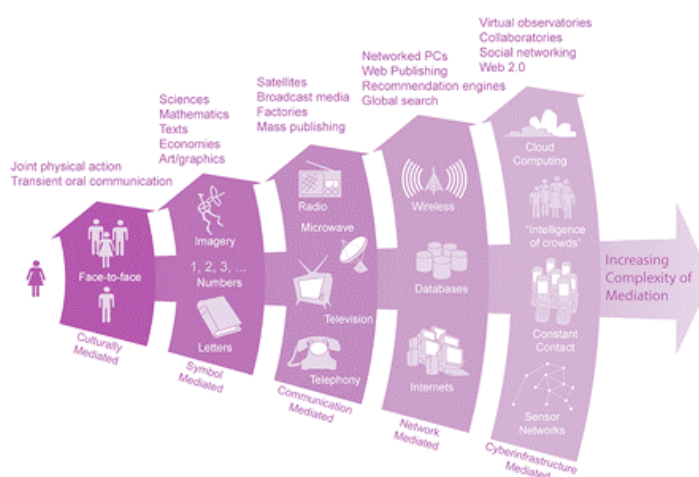 Joint physical action
Transient oral communication
Face-to-face
Culturally
Mediated
Sciences
Mathematics
Texts
Economies
Art/graphics
Imagery
1, 2, 3, ...
Numbers
Letters
Symbol
Mediated
Satellites
Broadcast media
Factories
Mass publishing
Radio
Microwave
Television
Telephony
Communication
Mediated
Networked PCs
Web Publishing
Recommendation engines
Global search
Wireless
Databases
Internets
Network
Mediated
Virtual observatories
Collaboratories
Social networking
Web 2.0
Cloud
Computing
"Intelligence
of crowds"
Constant
Contact
Sensor
Networks
Cyberinfrastructure
Mediated
Increasing
Complexity of
Mediation